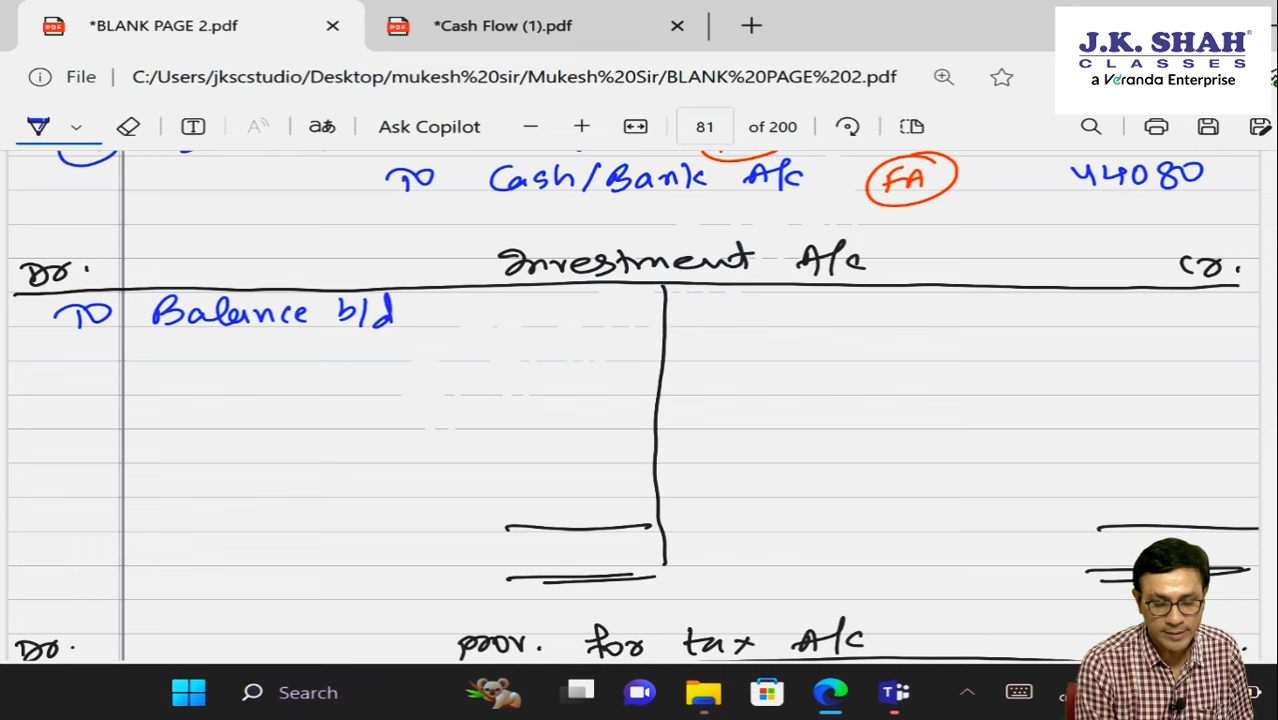 *BLANK PAGE 2.pdf
*Cash Flow (1).pdf
J.K. SHAH
CLASSES
a Veranda Enterprise
File
C:/Users/jkscstudio/Desktop/mukesh%20sir/Mukesh%20Sir/BLANK%20PAGE%202.pdf
aあ Ask Copilot 81 of 200
TO Cash/Bank A/c FA 44080
Dr. Investment A/c Cr.
TO Balance b/d
Dr. prov. for tax A/c
Search